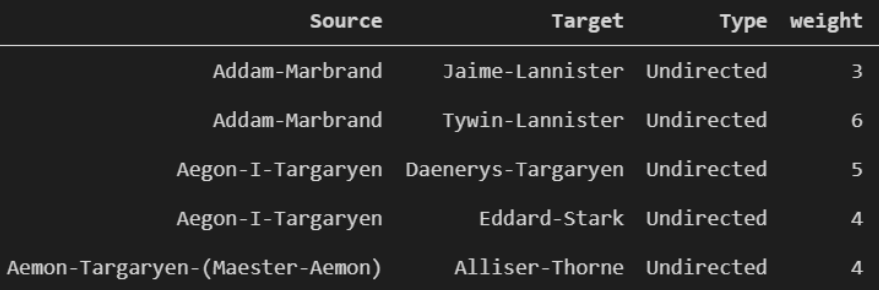 Source Target Type weight
Addam-Marbrand Jaime-Lannister Undirected 3
Addam-Marbrand Tywin-Lannister Undirected 6
Aegon-I-Targaryen Daenerys-Targaryen Undirected 5
Aegon-I-Targaryen Eddard-Stark Undirected 4
Aemon-Targaryen-(Maester-Aemon) Alliser-Thorne Undirected 4